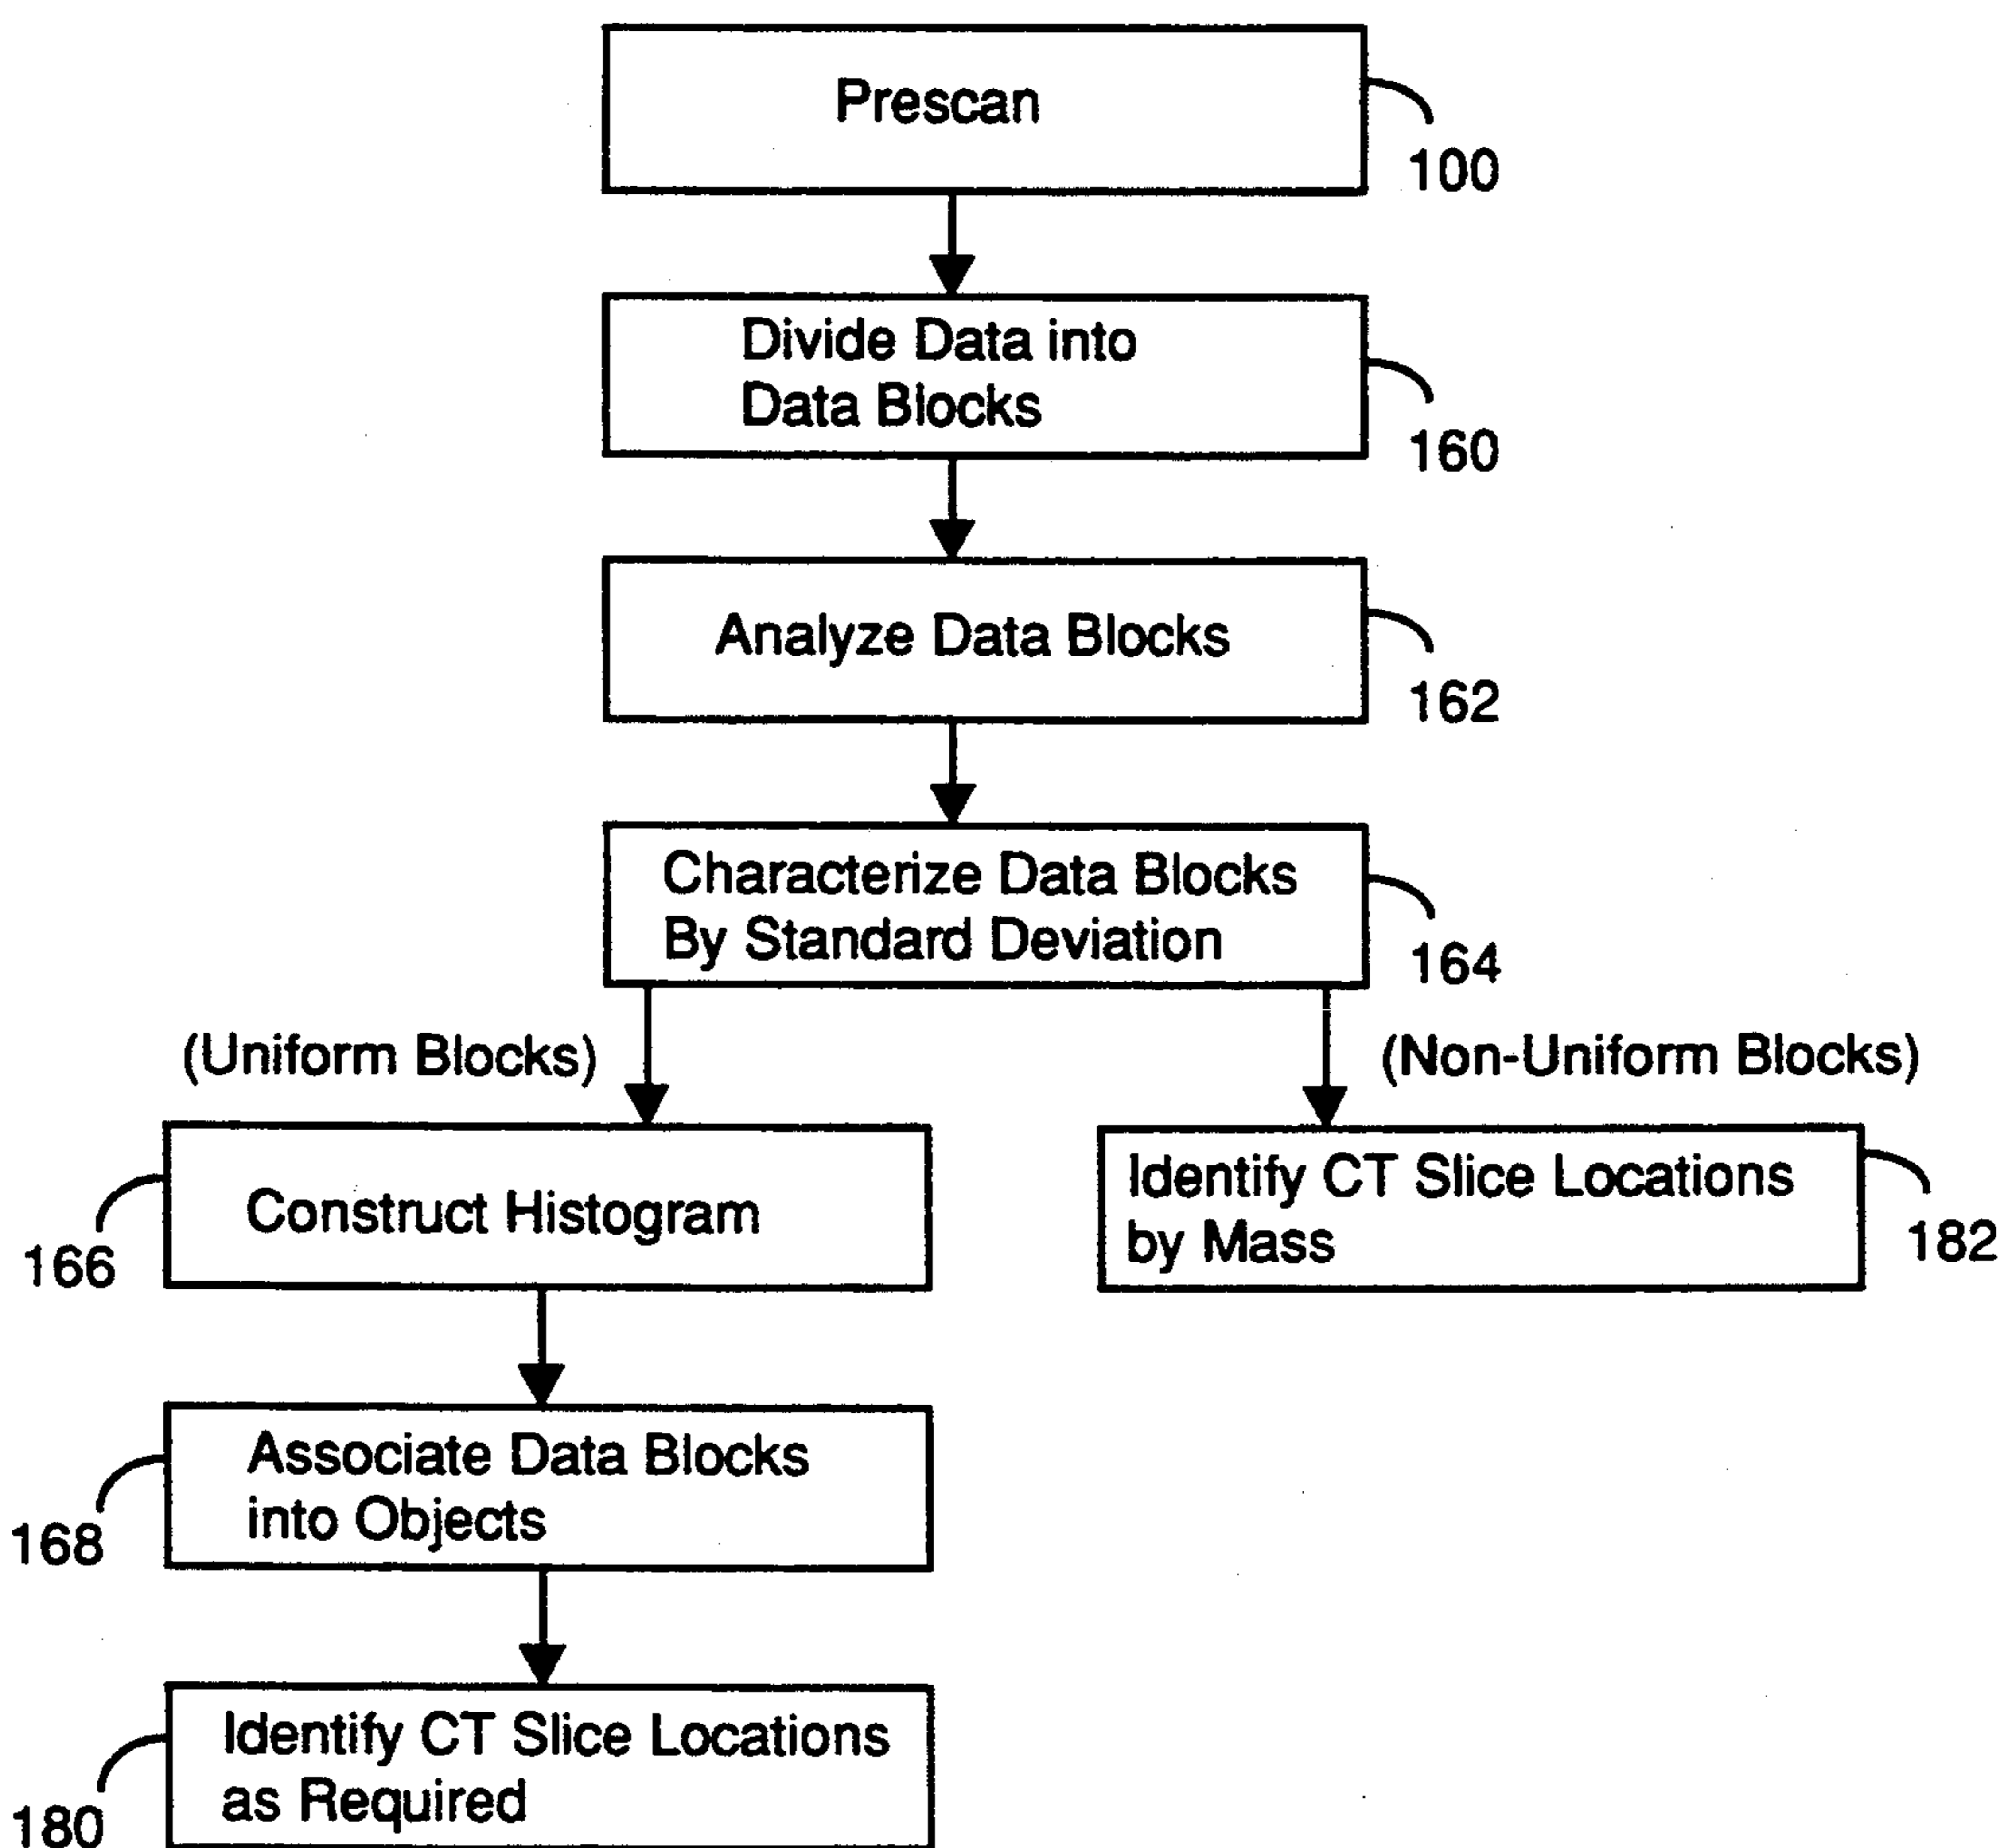 Prescan
100
Divide Data into
Data Blocks
160
Analyze Data Blocks
162
Characterize Data Blocks
By Standard Deviation
164
(Uniform Blocks)
(Non-Uniform Blocks)
Construct Histogram
166
Identify CT Slice Locations
by Mass
182
Associate Data Blocks
into Objects
168
Identify CT Slice Locations
as Required
180